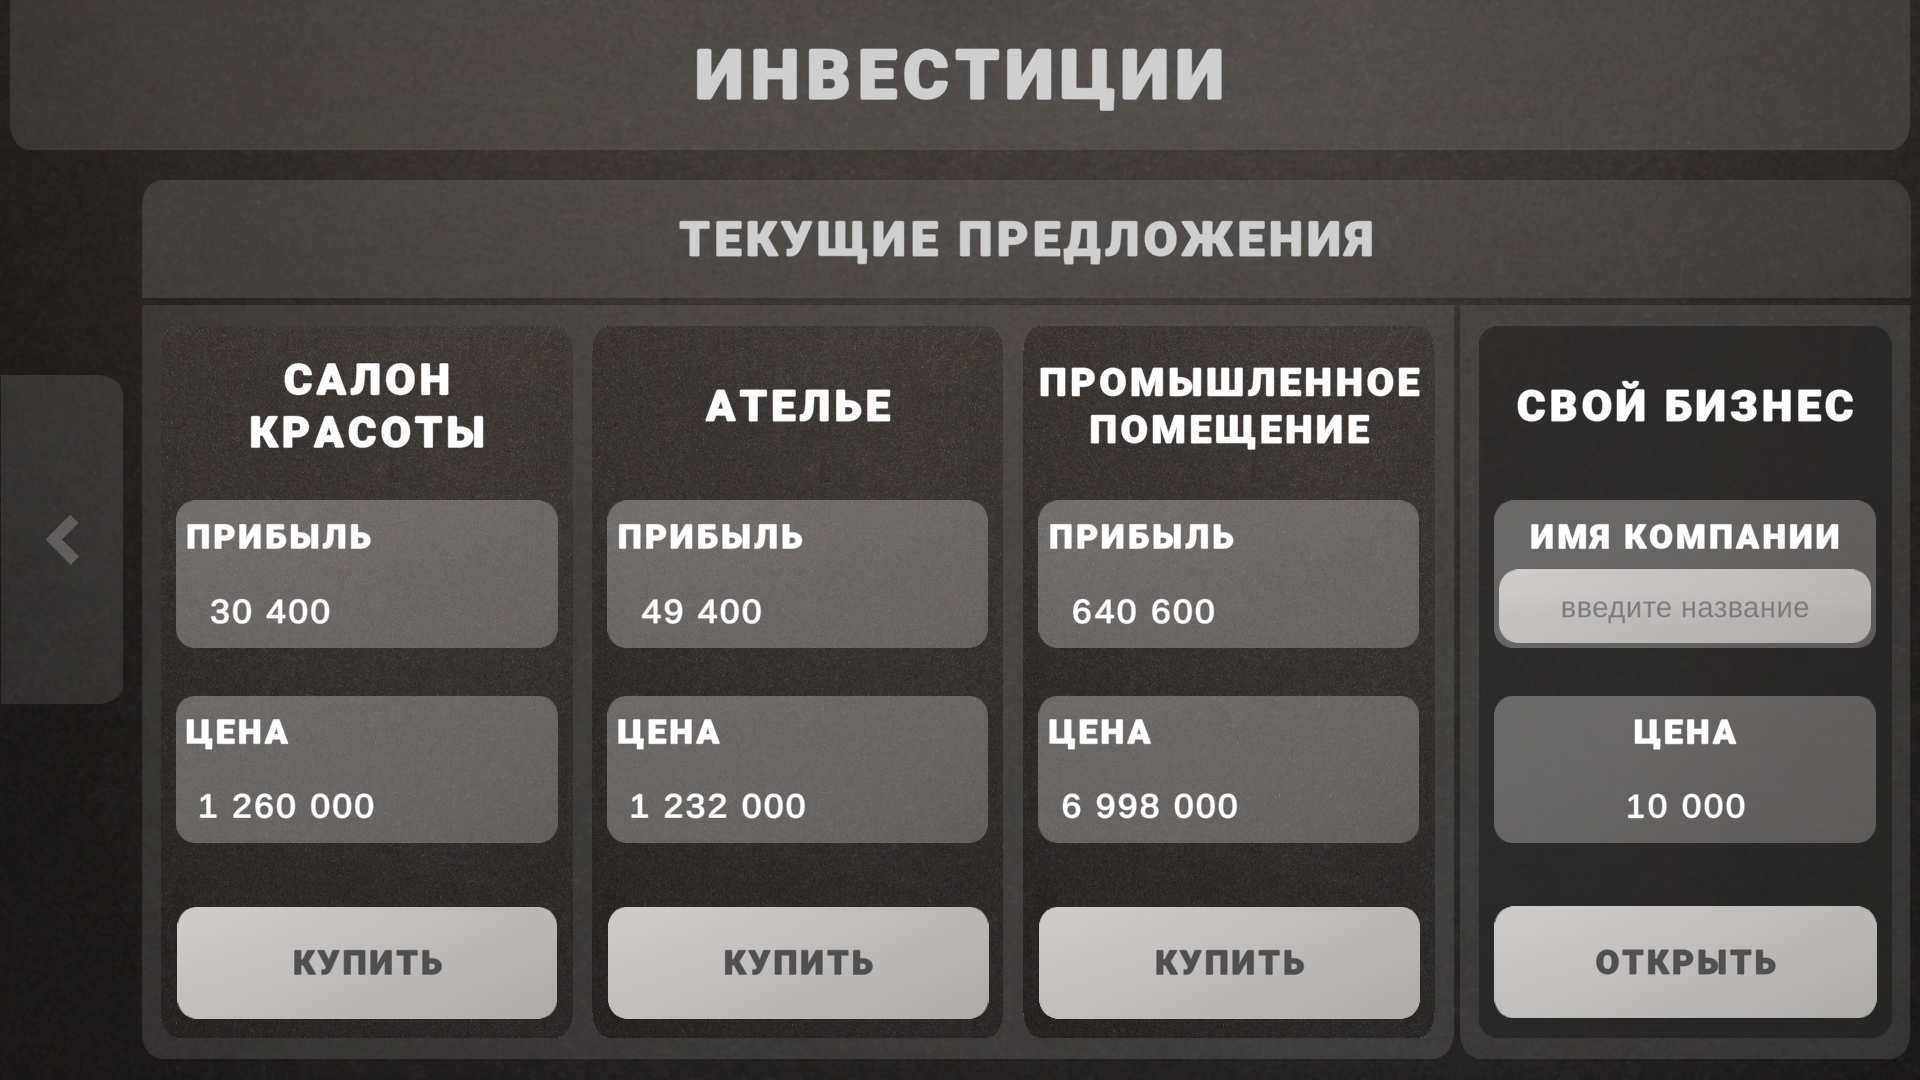 ИНВЕСТИЦИИ
ТЕКУЩИЕ ПРЕДЛОЖЕНИЯ
САЛОН
КРАСОТЫ
ПРИБЫЛЬ
30 400
ЦЕНА
1 260 000
КУПИТЬ
АТЕЛЬЕ
ПРИБЫЛЬ
49 400
ЦЕНА
1 232 000
КУПИТЬ
ПРОМЫШЛЕННОЕ
ПОМЕЩЕНИЕ
ПРИБЫЛЬ
640 600
ЦЕНА
6 998 000
КУПИТЬ
СВОЙ БИЗНЕС
ИМЯ КОМПАНИИ
введите название
ЦЕНА
10 000
ОТКРЫТЬ